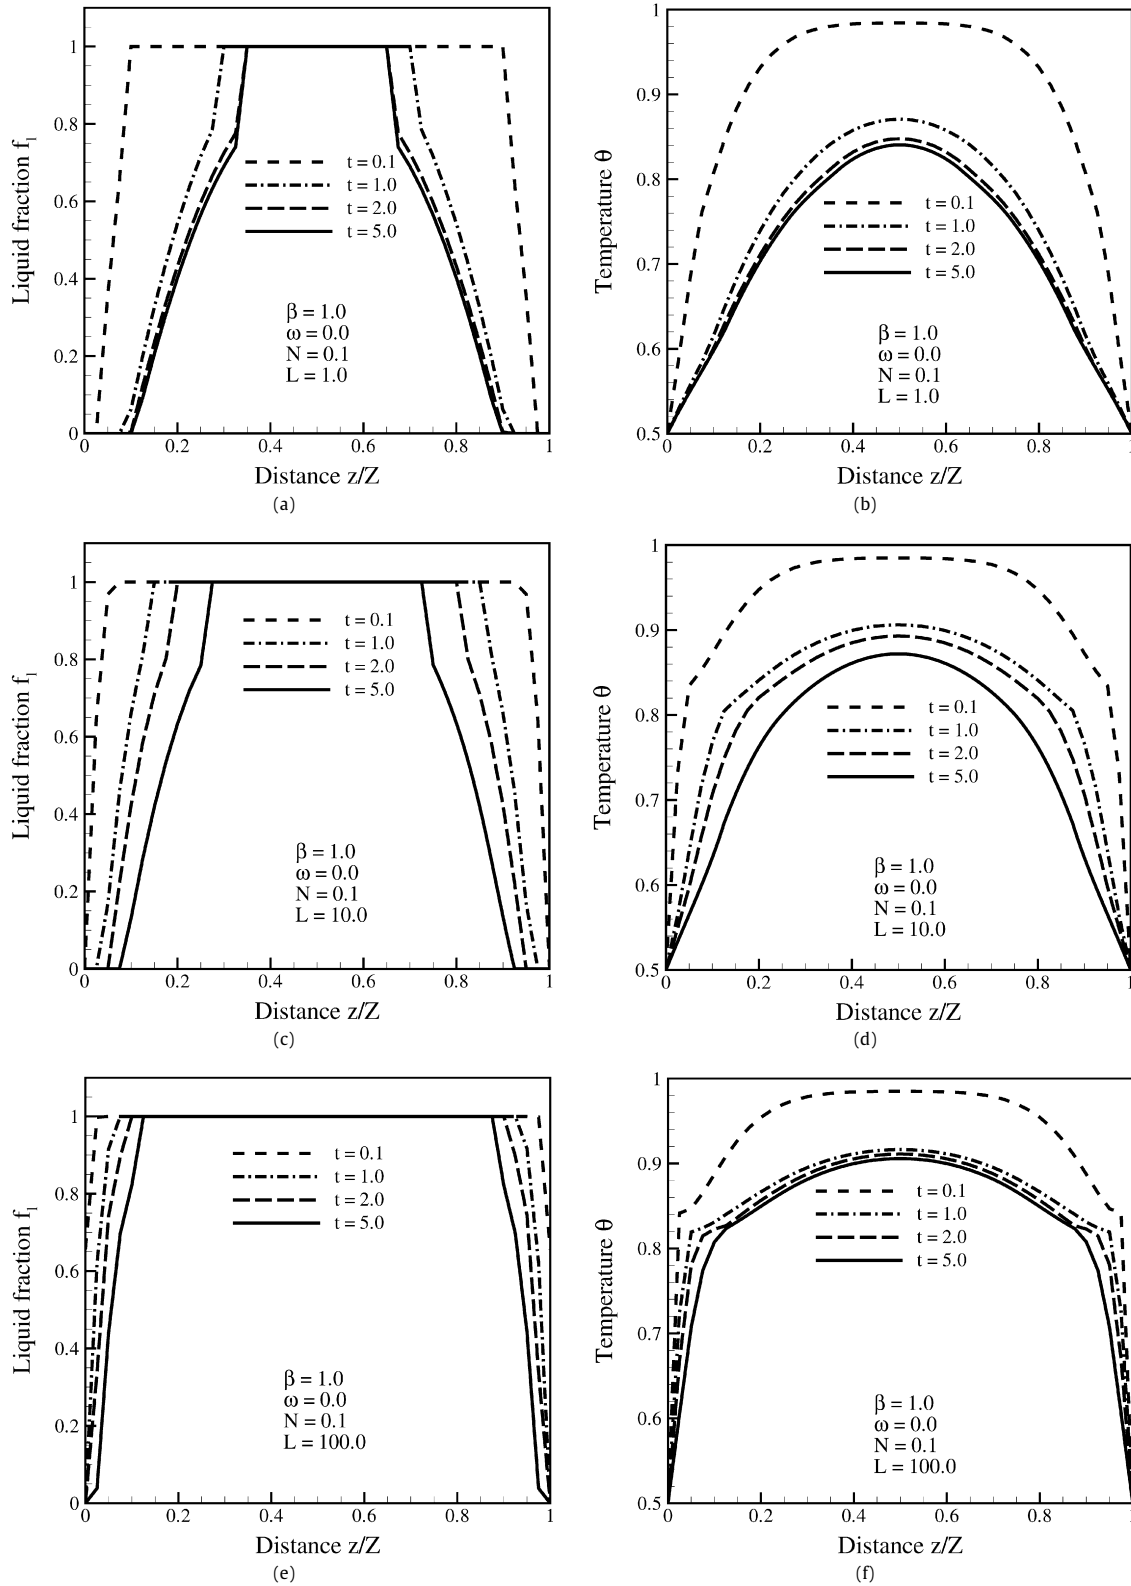 1
0.8
0.6
0.4
0.2
0
0
0.2
0.4
0.6
0.8
1
Liquid fraction fl
Distance z/Z
t = 0.1
t = 1.0
t = 2.0
t = 5.0
β = 1.0
ω = 0.0
N = 0.1
L = 1.0
(a)
1
0.9
0.8
0.7
0.6
0.5
0
0.2
0.4
0.6
0.8
1
Temperature θ
Distance z/Z
t = 0.1
t = 1.0
t = 2.0
t = 5.0
β = 1.0
ω = 0.0
N = 0.1
L = 1.0
(b)
1
0.8
0.6
0.4
0.2
0
0
0.2
0.4
0.6
0.8
1
Liquid fraction fl
Distance z/Z
t = 0.1
t = 1.0
t = 2.0
t = 5.0
β = 1.0
ω = 0.0
N = 0.1
L = 10.0
(c)
1
0.9
0.8
0.7
0.6
0.5
0
0.2
0.4
0.6
0.8
1
Temperature θ
Distance z/Z
t = 0.1
t = 1.0
t = 2.0
t = 5.0
β = 1.0
ω = 0.0
N = 0.1
L = 10.0
(d)
1
0.8
0.6
0.4
0.2
0
0
0.2
0.4
0.6
0.8
1
Liquid fraction fl
Distance z/Z
t = 0.1
t = 1.0
t = 2.0
t = 5.0
β = 1.0
ω = 0.0
N = 0.1
L = 100.0
(e)
1
0.9
0.8
0.7
0.6
0.5
0
0.2
0.4
0.6
0.8
1
Temperature θ
Distance z/Z
t = 0.1
t = 1.0
t = 2.0
t = 5.0
β = 1.0
ω = 0.0
N = 0.1
L = 100.0
(f)